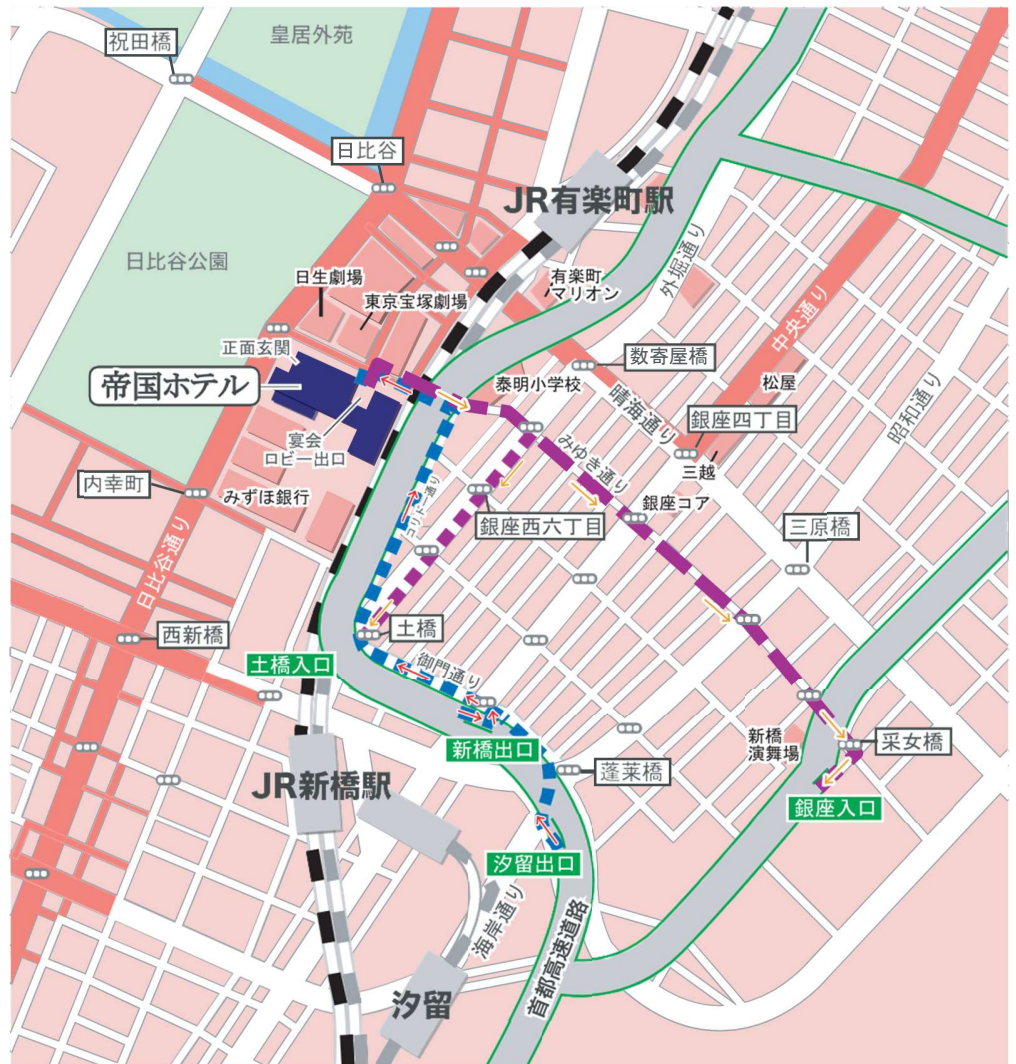 皇居外苑
祝田橋
日比谷
JR有楽町駅
日比谷公園
外堀通り
日生劇場
東京宝塚劇場
有楽町
マリオン
中央通り
正面玄関
帝国ホテル
数寄屋橋
泰明小学校
松屋
昭和通り
晴海通り
銀座四丁目
宴会
ロビー出口
みゆき通り
三越
内幸町
みずほ銀行
コリドー通り
銀座西六丁目
銀座コア
三原橋
日比谷通り
西新橋
土橋
土橋入口
御門通り
新橋出口
新橋
演舞場
采女橋
JR新橋駅
蓬莱橋
銀座入口
汐留出口
海岸通り
首都高速道路
汐留